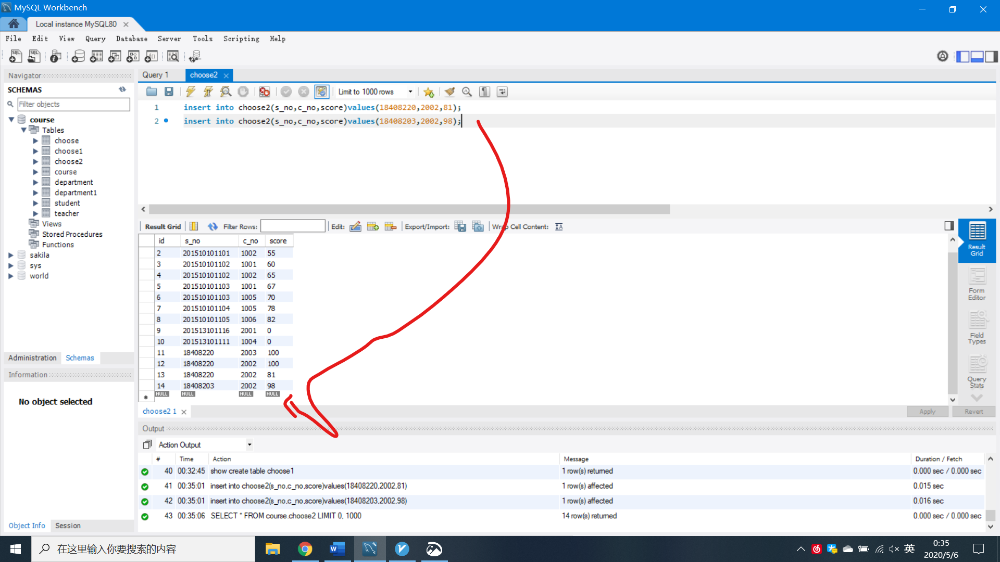 MySQL Workbench
Local instance MySQL80
File Edit View Query Database Server Tools Scripting Help
Navigator
SCHEMAS
Filter objects
course
Tables
choose
choose1
choose2
course
department
department1
student
teacher
Views
Stored Procedures
Functions
sakila
sys
world
Administration Schemas
Information
No object selected
Object Info Session
Query 1 choose2
Limit to 1000 rows
1 insert into choose2(s_no,c_no,score)values(18408220,2002,81);
2 insert into choose2(s_no,c_no,score)values(18408203,2002,98);
Result Grid Filter Rows: Edit: Export/Import: Wrap Cell Content:
id s_no c_no score
2 201510101101 1002 55
3 201510101102 1001 60
4 201510101102 1002 65
5 201510101103 1001 67
6 201510101103 1005 70
7 201510101104 1005 78
8 201510101105 1006 82
9 201513101116 2001 0
10 201513101111 1004 0
11 18408220 2003 100
12 18408220 2002 100
13 18408220 2002 81
14 18408203 2002 98
NULL NULL NULL NULL
Result Grid
Form Editor
Field Types
Query Stats
choose2 1
Apply Revert
Output
Action Output
# Time Action Message Duration / Fetch
40 00:32:45 show create table choose1 1 row(s) returned 0.000 sec / 0.000 sec
41 00:35:01 insert into choose2(s_no,c_no,score)values(18408220,2002,81) 1 row(s) affected 0.015 sec
42 00:35:01 insert into choose2(s_no,c_no,score)values(18408203,2002,98) 1 row(s) affected 0.016 sec
43 00:35:06 SELECT * FROM course.choose2 LIMIT 0, 1000 14 row(s) returned 0.000 sec / 0.000 sec
在这里输入你要搜索的内容
英
0:35
2020/5/6